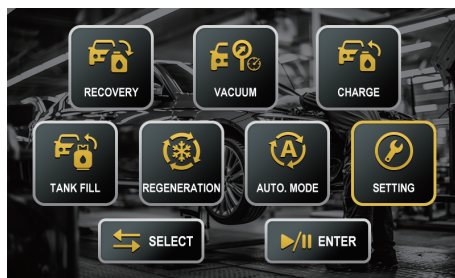 RECOVERY
VACUUM
CHARGE
TANK FILL
REGENERATION
AUTO. MODE
SETTING
SELECT
ENTER